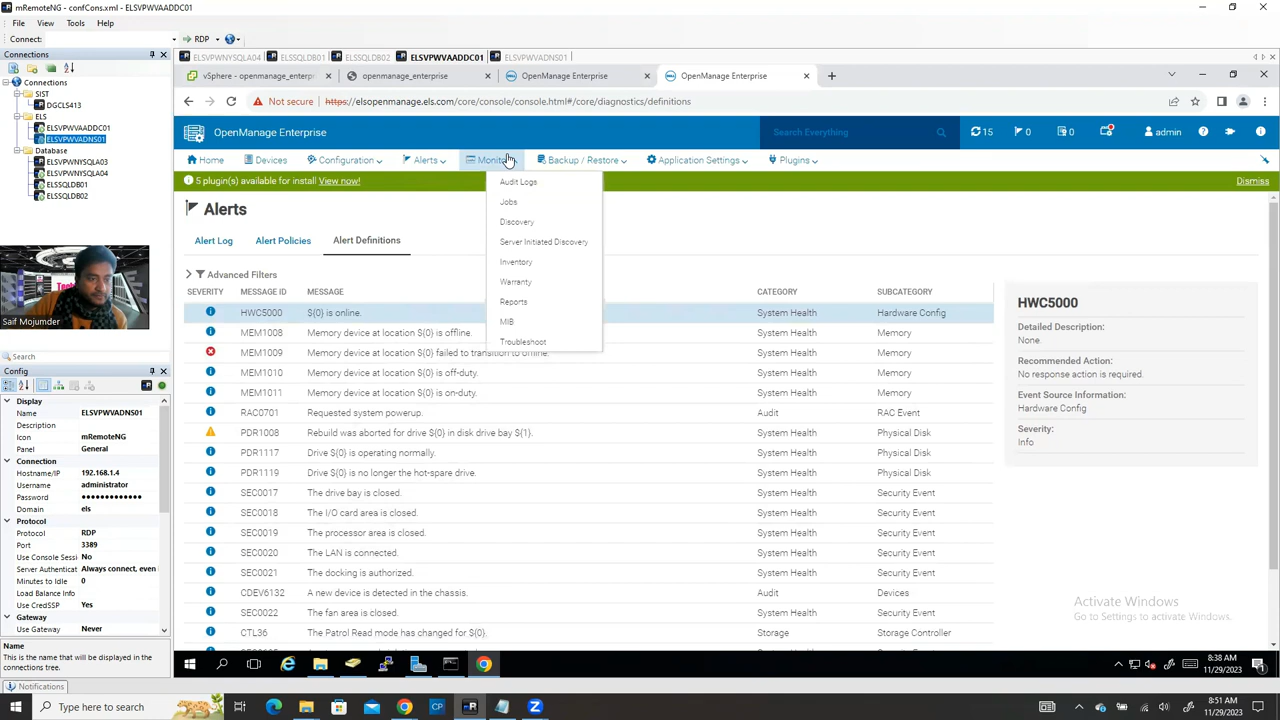 mRemoteNG - confCons.xml - ELSVPWVAADDC01
File View Tools Help
Connect: RDP
Connections
Connections
SIST
DGCLS413
ELS
ELSVPWVAADDC01
ELSVPWVADNS01
Database
ELSVPWVNYSQLA03
ELSVPWVNYSQLA04
ELSSQLDB01
ELSSQLDB02
Saif Mojumder
Search
Config
Display
Name ELSVPWVADNS01
Description
Icon mRemoteNG
Panel General
Connection
Hostname/IP 192.168.1.4
Username administrator
Password
Domain els
Protocol
Protocol RDP
Port 3389
Use Console Sessi No
Server Authenticat Always connect, even
Minutes to Idle 0
Load Balance Info
Use CredSSP Yes
Gateway
Use Gateway Never
Name
This is the name that will be displayed in the
connections tree.
Notifications
ELSVPWVNYSQLA04 ELSSQLDB01 ELSSQLDB02 ELSVPWVAADDC01 ELSVPWVADNS01
vSphere - openmanage_enterpr openmanage_enterprise OpenManage Enterprise OpenManage Enterprise
Not secure https://elsopenmanage.els.com/core/console/console.html#/core/diagnostics/definitions
OpenManage Enterprise Search Everything 15 0 0 admin
Home Devices Configuration Alerts Monitor Backup / Restore Application Settings Plugins
5 plugin(s) available for install View now! Dismiss
Audit Logs
Jobs
Discovery
Server Initiated Discovery
Inventory
Warranty
Reports
MIB
Troubleshoot
Alerts
Alert Log Alert Policies Alert Definitions
Advanced Filters
SEVERITY MESSAGE ID MESSAGE CATEGORY SUBCATEGORY
HWC5000 ${0} is online. System Health Hardware Config
MEM1008 Memory device at location ${0} is offline. System Health Memory
MEM1009 Memory device at location ${0} failed to transition to online. System Health Memory
MEM1010 Memory device at location ${0} is off-duty. System Health Memory
MEM1011 Memory device at location ${0} is on-duty. System Health Memory
RAC0701 Requested system powerup. Audit RAC Event
PDR1008 Rebuild was aborted for drive ${0} in disk drive bay ${1}. System Health Physical Disk
PDR1117 Drive ${0} is operating normally. System Health Physical Disk
PDR1119 Drive ${0} is no longer the hot-spare drive. System Health Physical Disk
SEC0017 The drive bay is closed. System Health Security Event
SEC0018 The I/O card area is closed. System Health Security Event
SEC0019 The processor area is closed. System Health Security Event
SEC0020 The LAN is connected. System Health Security Event
SEC0021 The docking is authorized. System Health Security Event
CDEV6132 A new device is detected in the chassis. Audit Devices
SEC0022 The fan area is closed. System Health Security Event
CTL36 The Patrol Read mode has changed for ${0}. Storage Storage Controller
HWC5000
Detailed Description:
None.
Recommended Action:
No response action is required.
Event Source Information:
Hardware Config
Severity:
Info
Activate Windows
Go to Settings to activate Windows.
8:38 AM
11/29/2023
Type here to search
8:51 AM
11/29/2023